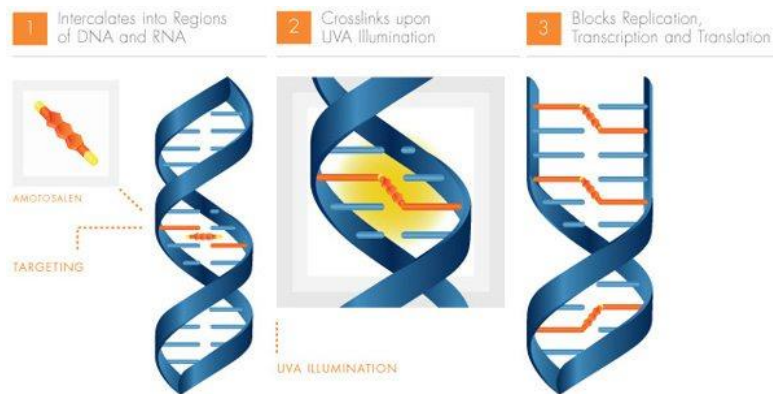 1 Intercalates into Regions
of DNA and RNA
2 Crosslinks upon
UVA Illumination
3 Blocks Replication,
Transcription and Translation
AMOTOSALEN
TARGETING
UVA ILLUMINATION